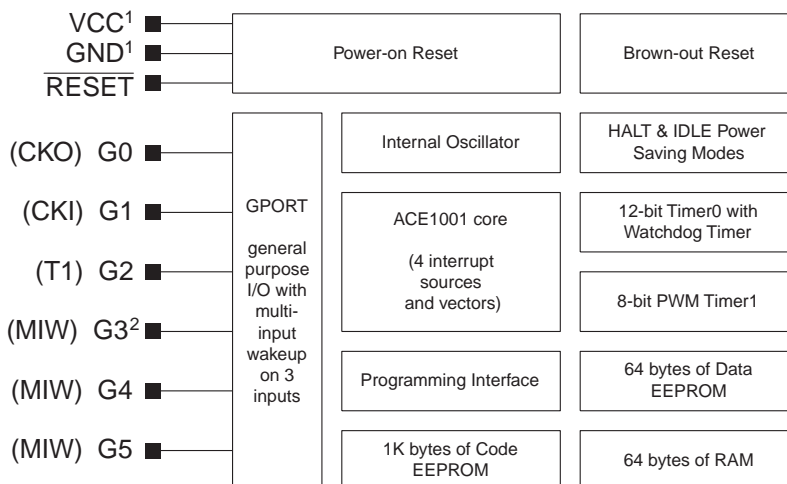 VCC¹
GND¹
RESET
Power-on Reset
Brown-out Reset
(CKO) G0
(CKI) G1
(T1) G2
(MIW) G3²
(MIW) G4
(MIW) G5
GPORT
general
purpose
I/O with
multi-
input
wakeup
on 3
inputs
Internal Oscillator
HALT & IDLE Power
Saving Modes
ACE1001 core
(4 interrupt
sources
and vectors)
12-bit Timer0 with
Watchdog Timer
8-bit PWM Timer1
Programming Interface
64 bytes of Data
EEPROM
1K bytes of Code
EEPROM
64 bytes of RAM